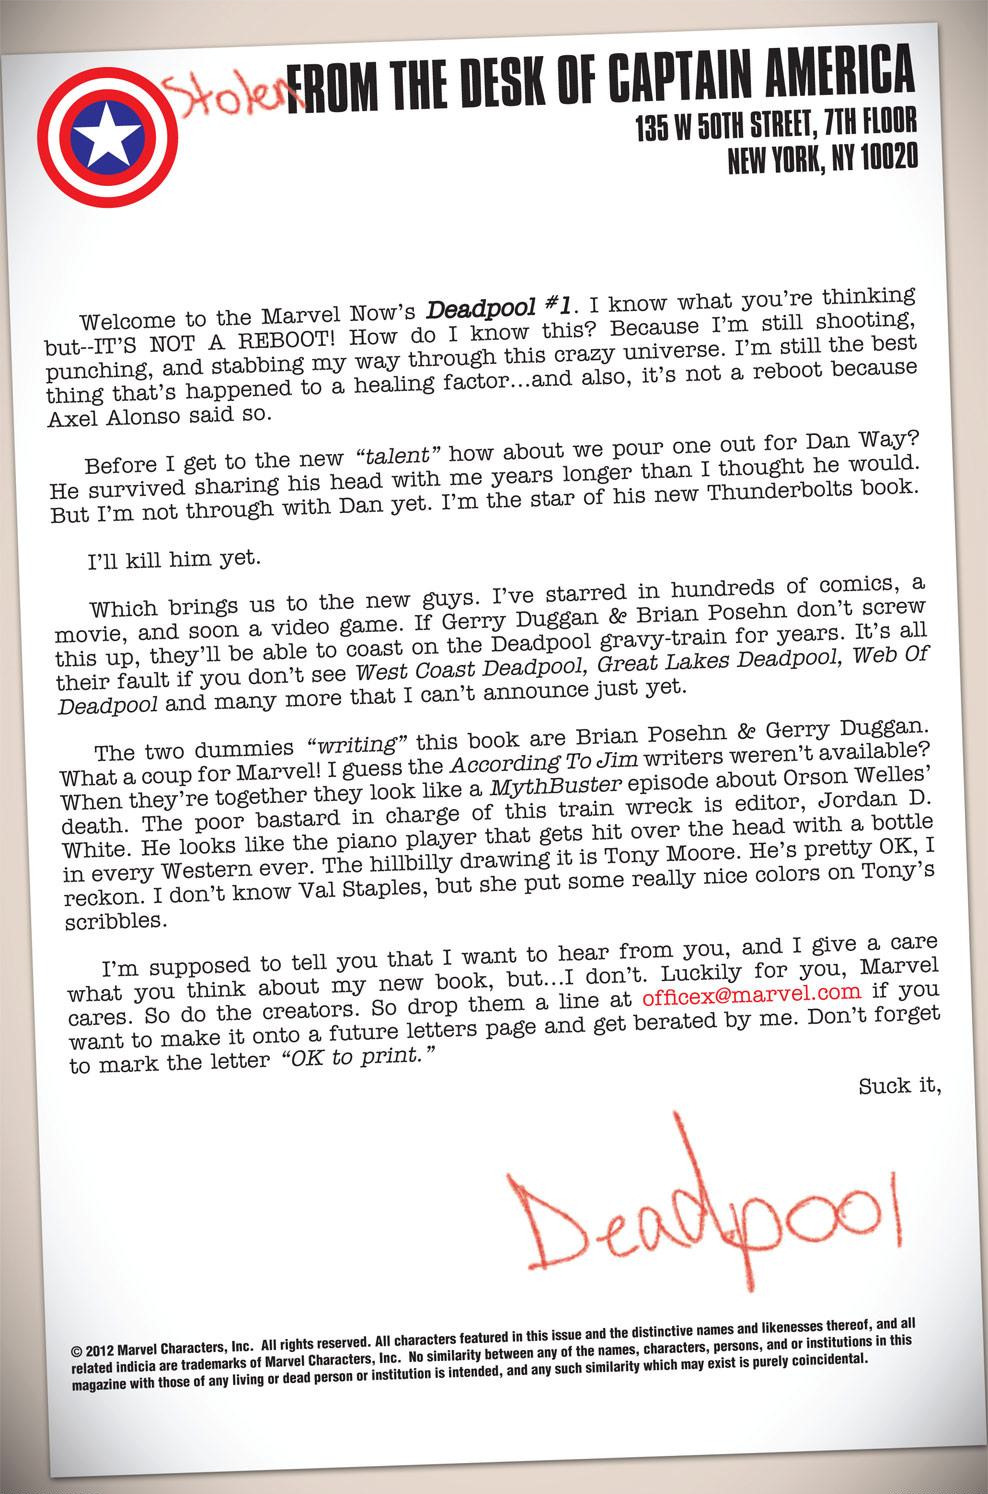 Stolen FROM THE DESK OF CAPTAIN AMERICA
135 W 50TH STREET, 7TH FLOOR
NEW YORK, NY 10020
Welcome to the Marvel Now's Deadpool #1. I know what you're thinking
but--IT'S NOT A REBOOT! How do I know this? Because I'm still shooting,
punching, and stabbing my way through this crazy universe. I'm still the best
thing that's happened to a healing factor...and also, it's not a reboot because
Axel Alonso said so.
Before I get to the new “talent” how about we pour one out for Dan Way?
He survived sharing his head with me years longer than I thought he would.
But I'm not through with Dan yet. I'm the star of his new Thunderbolts book.
I'll kill him yet.
Which brings us to the new guys. I've starred in hundreds of comics, a
movie, and soon a video game. If Gerry Duggan & Brian Posehn don't screw
this up, they'll be able to coast on the Deadpool gravy-train for years. It's all
their fault if you don't see West Coast Deadpool, Great Lakes Deadpool, Web Of
Deadpool and many more that I can't announce just yet.
The two dummies “writing” this book are Brian Posehn & Gerry Duggan.
What a coup for Marvel! I guess the According To Jim writers weren't available?
When they're together they look like a MythBuster episode about Orson Welles'
death. The poor bastard in charge of this train wreck is editor, Jordan D.
White. He looks like the piano player that gets hit over the head with a bottle
in every Western ever. The hillbilly drawing it is Tony Moore. He's pretty OK, I
reckon. I don't know Val Staples, but she put some really nice colors on Tony's
scribbles.
I'm supposed to tell you that I want to hear from you, and I give a care
what you think about my new book, but...I don't. Luckily for you, Marvel
cares. So do the creators. So drop them a line at officex@marvel.com if you
want to make it onto a future letters page and get berated by me. Don't forget
to mark the letter “OK to print.”
Suck it,
Deadpool
© 2012 Marvel Characters, Inc. All rights reserved. All characters featured in this issue and the distinctive names and likenesses thereof, and all
related indicia are trademarks of Marvel Characters, Inc. No similarity between any of the names, characters, persons, and or institutions in this
magazine with those of any living or dead person or institution is intended, and any such similarity which may exist is purely coincidental.